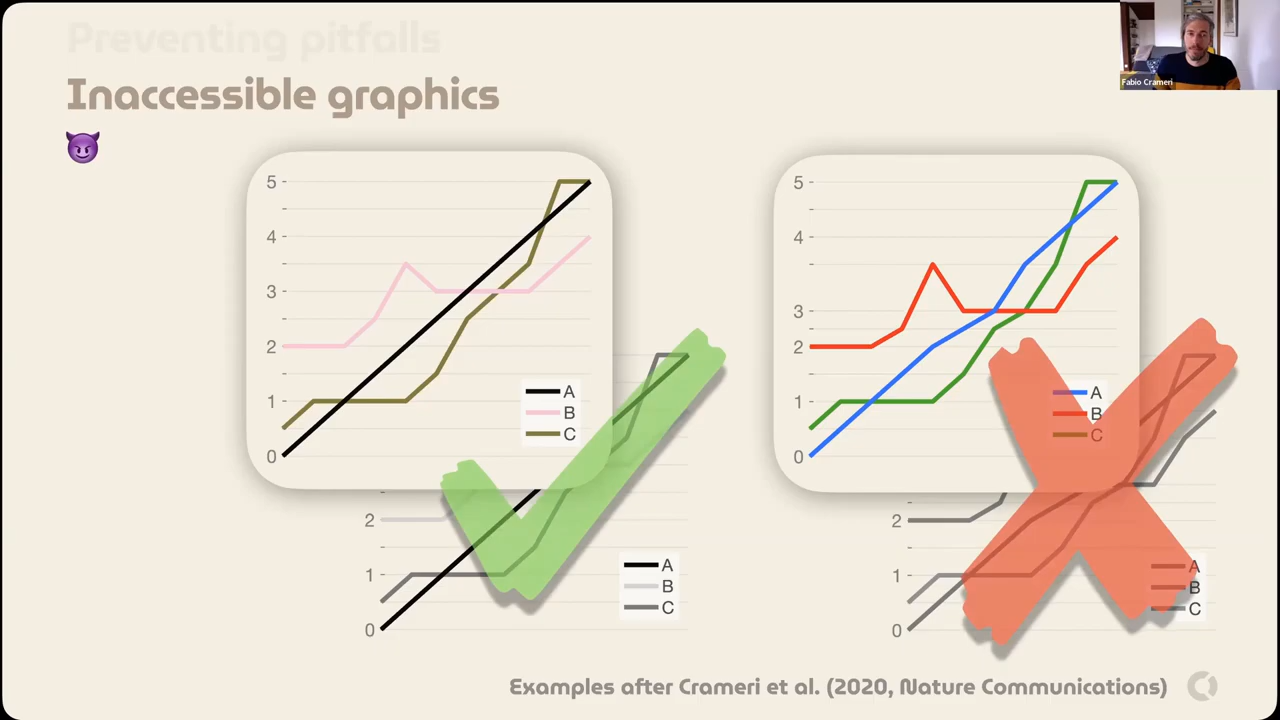 Preventing pitfalls
Inaccessible graphics
Fabio Crameri
5
4
3
2
1
0
A
B
C
2
1
0
A
B
C
5
4
3
2
1
0
A
B
C
2
1
0
A
B
C
Examples after Crameri et al. (2020, Nature Communications)